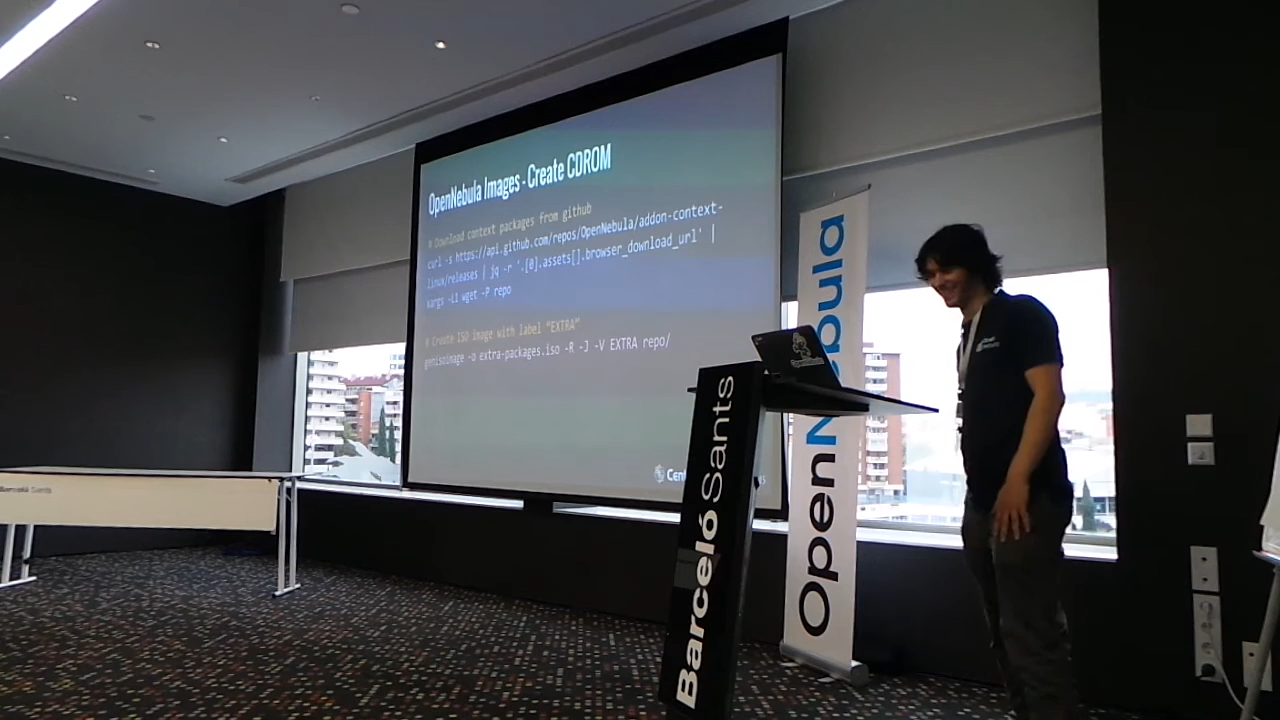 OpenNebula Images - Create CDROM
# Download context packages from github
curl -s https://api.github.com/repos/OpenNebula/addon-context-
linux/releases | jq -r '.[0].assets[].browser_download_url' |
xargs -L1 wget -P repo
# Create ISO image with label "EXTRA"
genisoimage -o extra-packages.iso -R -J -V EXTRA repo/
Barceló Sants
OpenNebula
Barceló Sants